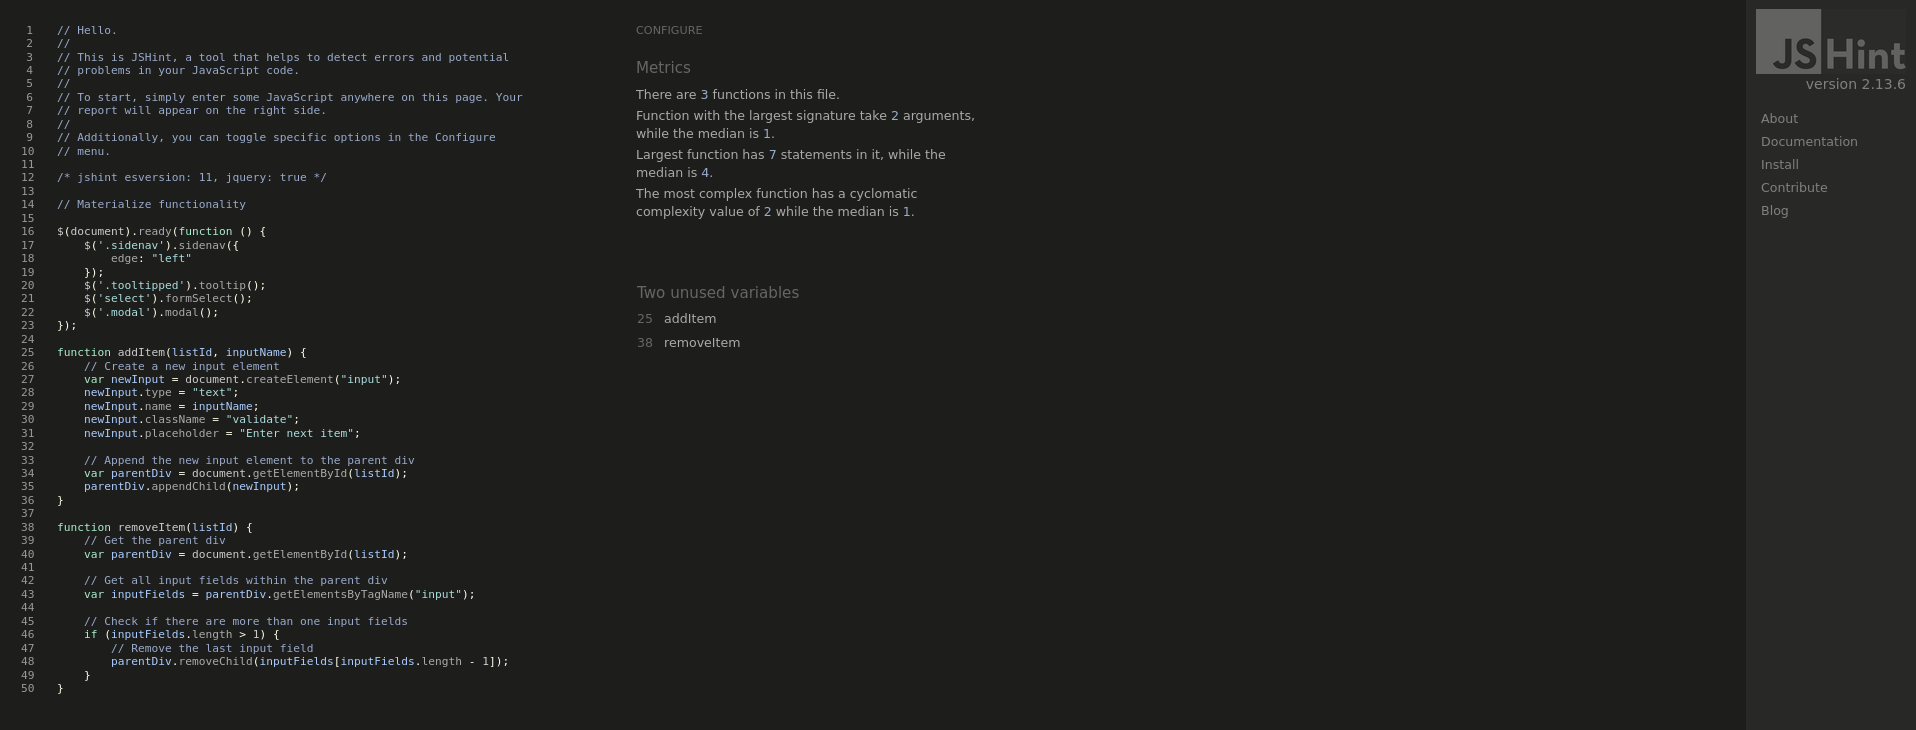 1 // Hello.
2 //
3 // This is JSHint, a tool that helps to detect errors and potential
4 // problems in your JavaScript code.
5 //
6 // To start, simply enter some JavaScript anywhere on this page. Your
7 // report will appear on the right side.
8 //
9 // Additionally, you can toggle specific options in the Configure
10 // menu.
11
12 /* jshint esversion: 11, jquery: true */
13
14 // Materialize functionality
15
16 $(document).ready(function () {
17     $('.sidenav').sidenav({
18         edge: "left"
19     });
20     $('.tooltipped').tooltip();
21     $('select').formSelect();
22     $('.modal').modal();
23 });
24
25 function addItem(listId, inputName) {
26     // Create a new input element
27     var newInput = document.createElement("input");
28     newInput.type = "text";
29     newInput.name = inputName;
30     newInput.className = "validate";
31     newInput.placeholder = "Enter next item";
32
33     // Append the new input element to the parent div
34     var parentDiv = document.getElementById(listId);
35     parentDiv.appendChild(newInput);
36 }
37
38 function removeItem(listId) {
39     // Get the parent div
40     var parentDiv = document.getElementById(listId);
41
42     // Get all input fields within the parent div
43     var inputFields = parentDiv.getElementsByTagName("input");
44
45     // Check if there are more than one input fields
46     if (inputFields.length > 1) {
47         // Remove the last input field
48         parentDiv.removeChild(inputFields[inputFields.length - 1]);
49     }
50 }
CONFIGURE
Metrics
There are 3 functions in this file.
Function with the largest signature take 2 arguments,
while the median is 1.
Largest function has 7 statements in it, while the
median is 4.
The most complex function has a cyclomatic
complexity value of 2 while the median is 1.
Two unused variables
25 addItem
38 removeItem
JSHint
version 2.13.6
About
Documentation
Install
Contribute
Blog